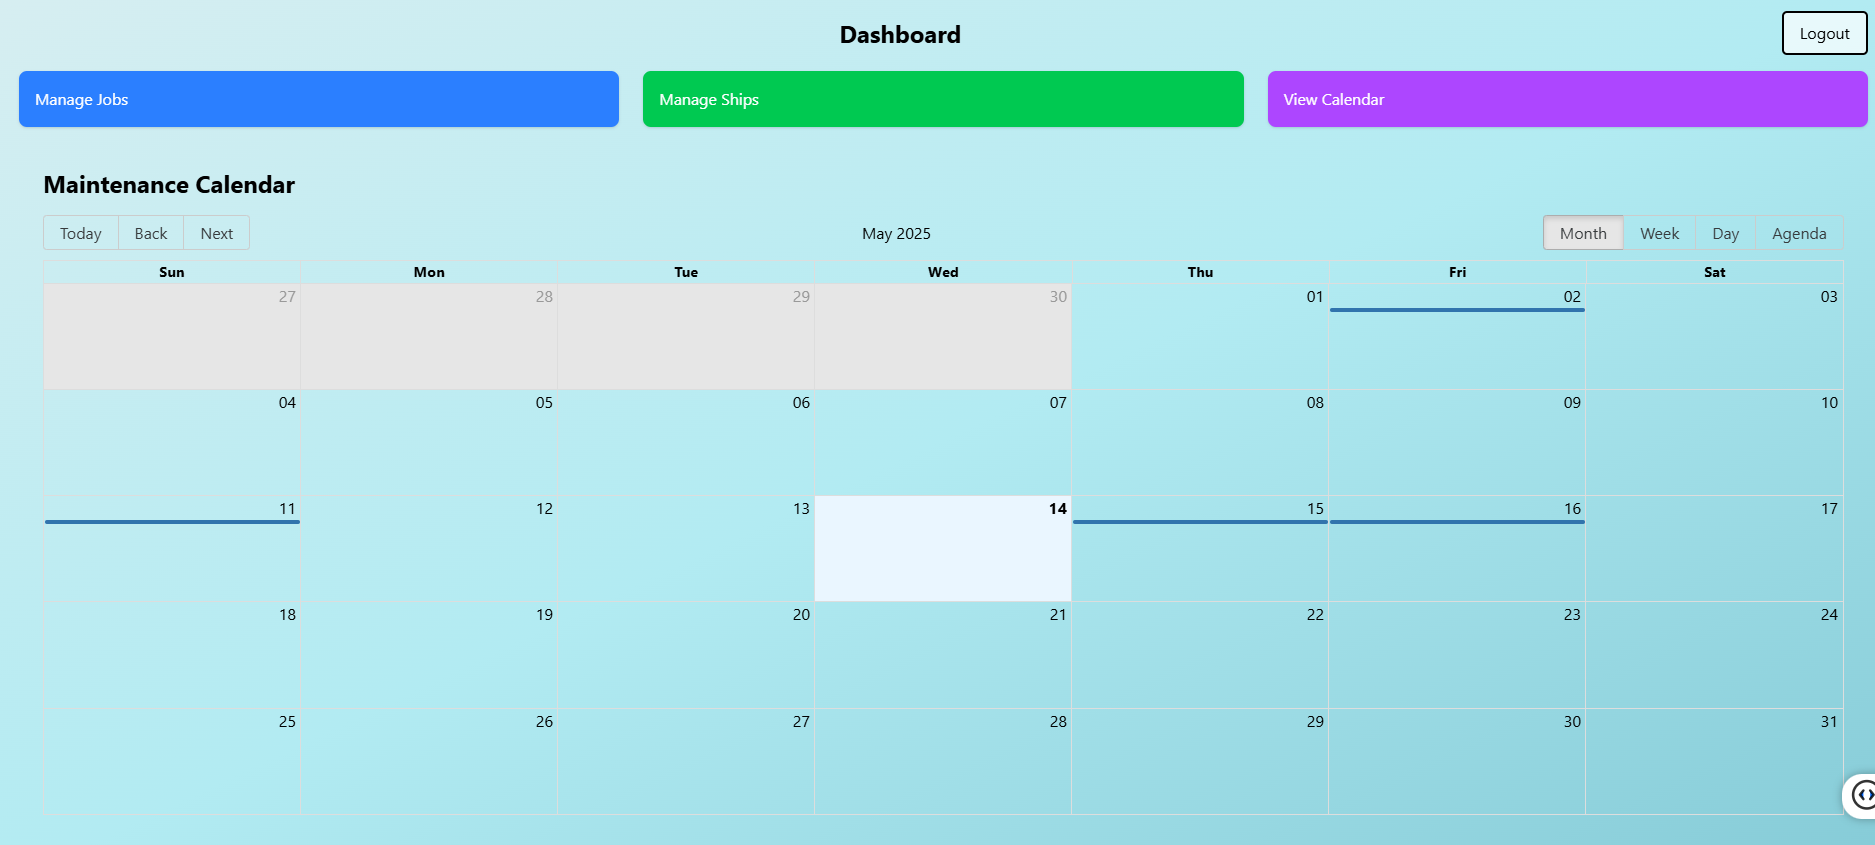 Dashboard
Logout
Manage Jobs
Manage Ships
View Calendar
Maintenance Calendar
Today Back Next
May 2025
Month Week Day Agenda
Sun Mon Tue Wed Thu Fri Sat
27 28 29 30 01 02 03
04 05 06 07 08 09 10
11 12 13 14 15 16 17
18 19 20 21 22 23 24
25 26 27 28 29 30 31